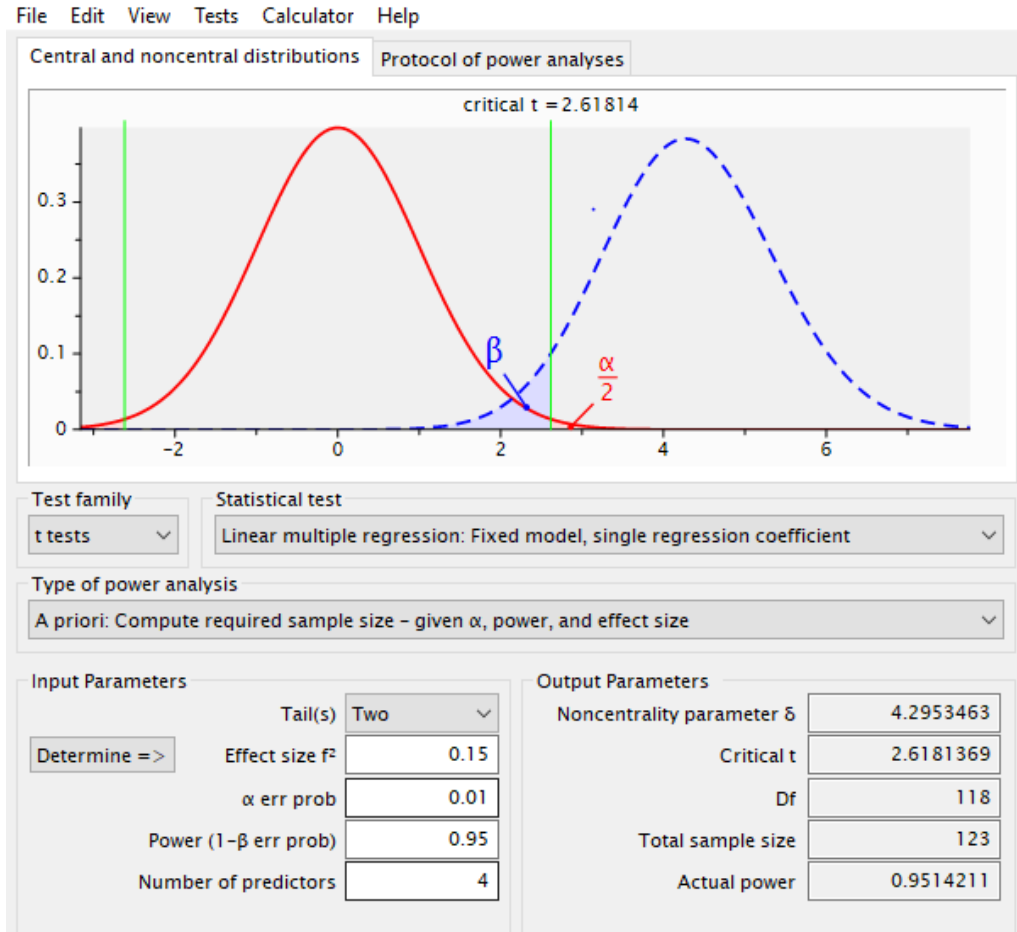 File Edit View Tests Calculator Help
Central and noncentral distributions Protocol of power analyses
critical t = 2.61814
0.3
0.2
0.1
0
β
α
2
-2 0 2 4 6
Test family Statistical test
t tests Linear multiple regression: Fixed model, single regression coefficient
Type of power analysis
A priori: Compute required sample size – given α, power, and effect size
Input Parameters Output Parameters
Tail(s) Two Noncentrality parameter δ 4.2953463
Determine => Effect size f² 0.15 Critical t 2.6181369
α err prob 0.01 Df 118
Power (1-β err prob) 0.95 Total sample size 123
Number of predictors 4 Actual power 0.9514211